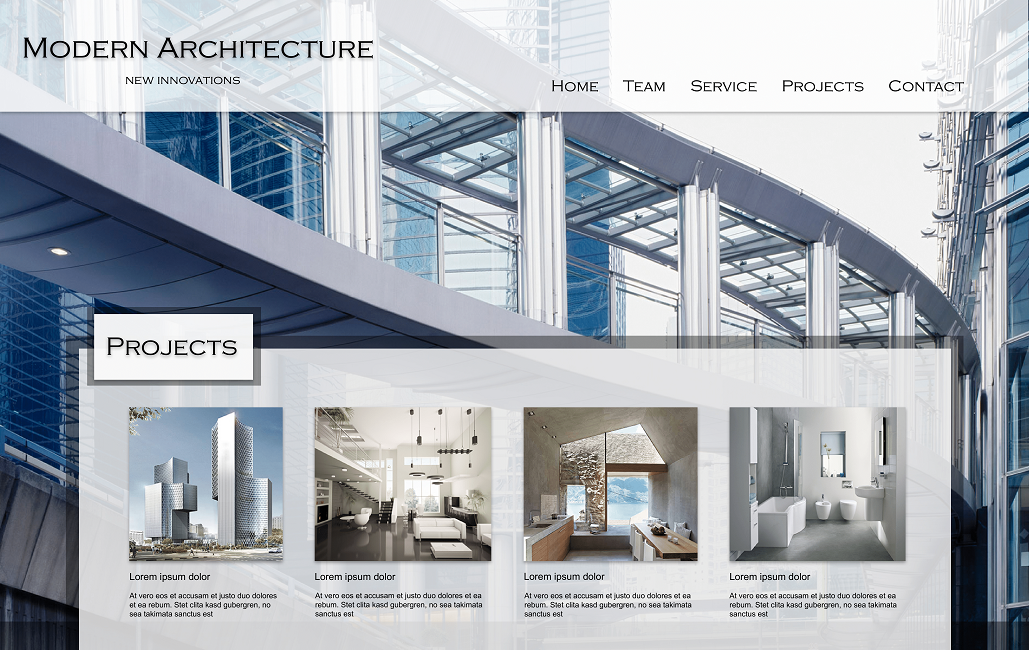 Modern Architecture
new innovations
Home Team Service Projects Contact
Projects
Lorem ipsum dolor
At vero eos et accusam et justo duo dolores
et ea rebum. Stet clita kasd gubergren, no
sea takimata sanctus est
Lorem ipsum dolor
At vero eos et accusam et justo duo dolores et ea
rebum. Stet clita kasd gubergren, no sea takimata
sanctus est
Lorem ipsum dolor
At vero eos et accusam et justo duo dolores et ea
rebum. Stet clita kasd gubergren, no sea takimata
sanctus est
Lorem ipsum dolor
At vero eos et accusam et justo duo dolores et ea
rebum. Stet clita kasd gubergren, no sea takimata
sanctus est